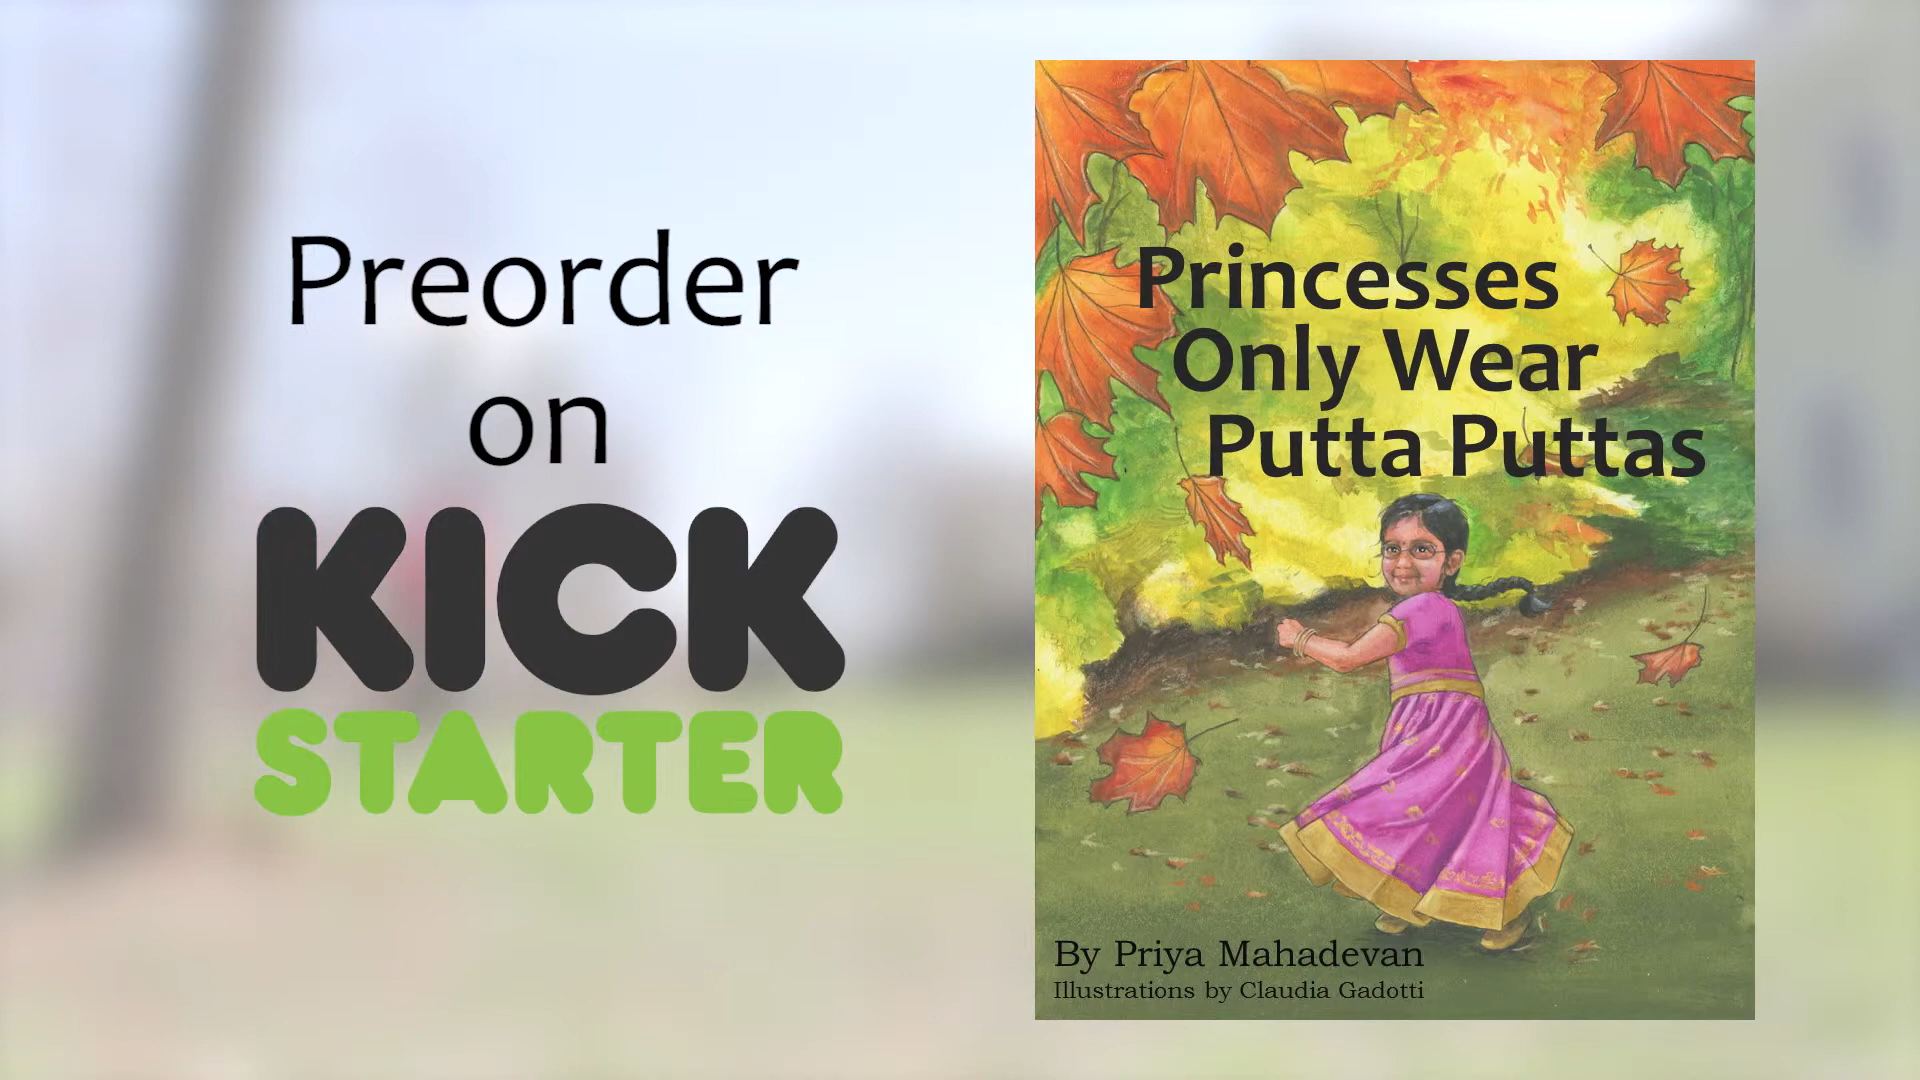 Preorder
on
KICK
STARTER
Princesses
Only Wear
Putta Puttas
By Priya Mahadevan
Illustrations by Claudia Gadotti